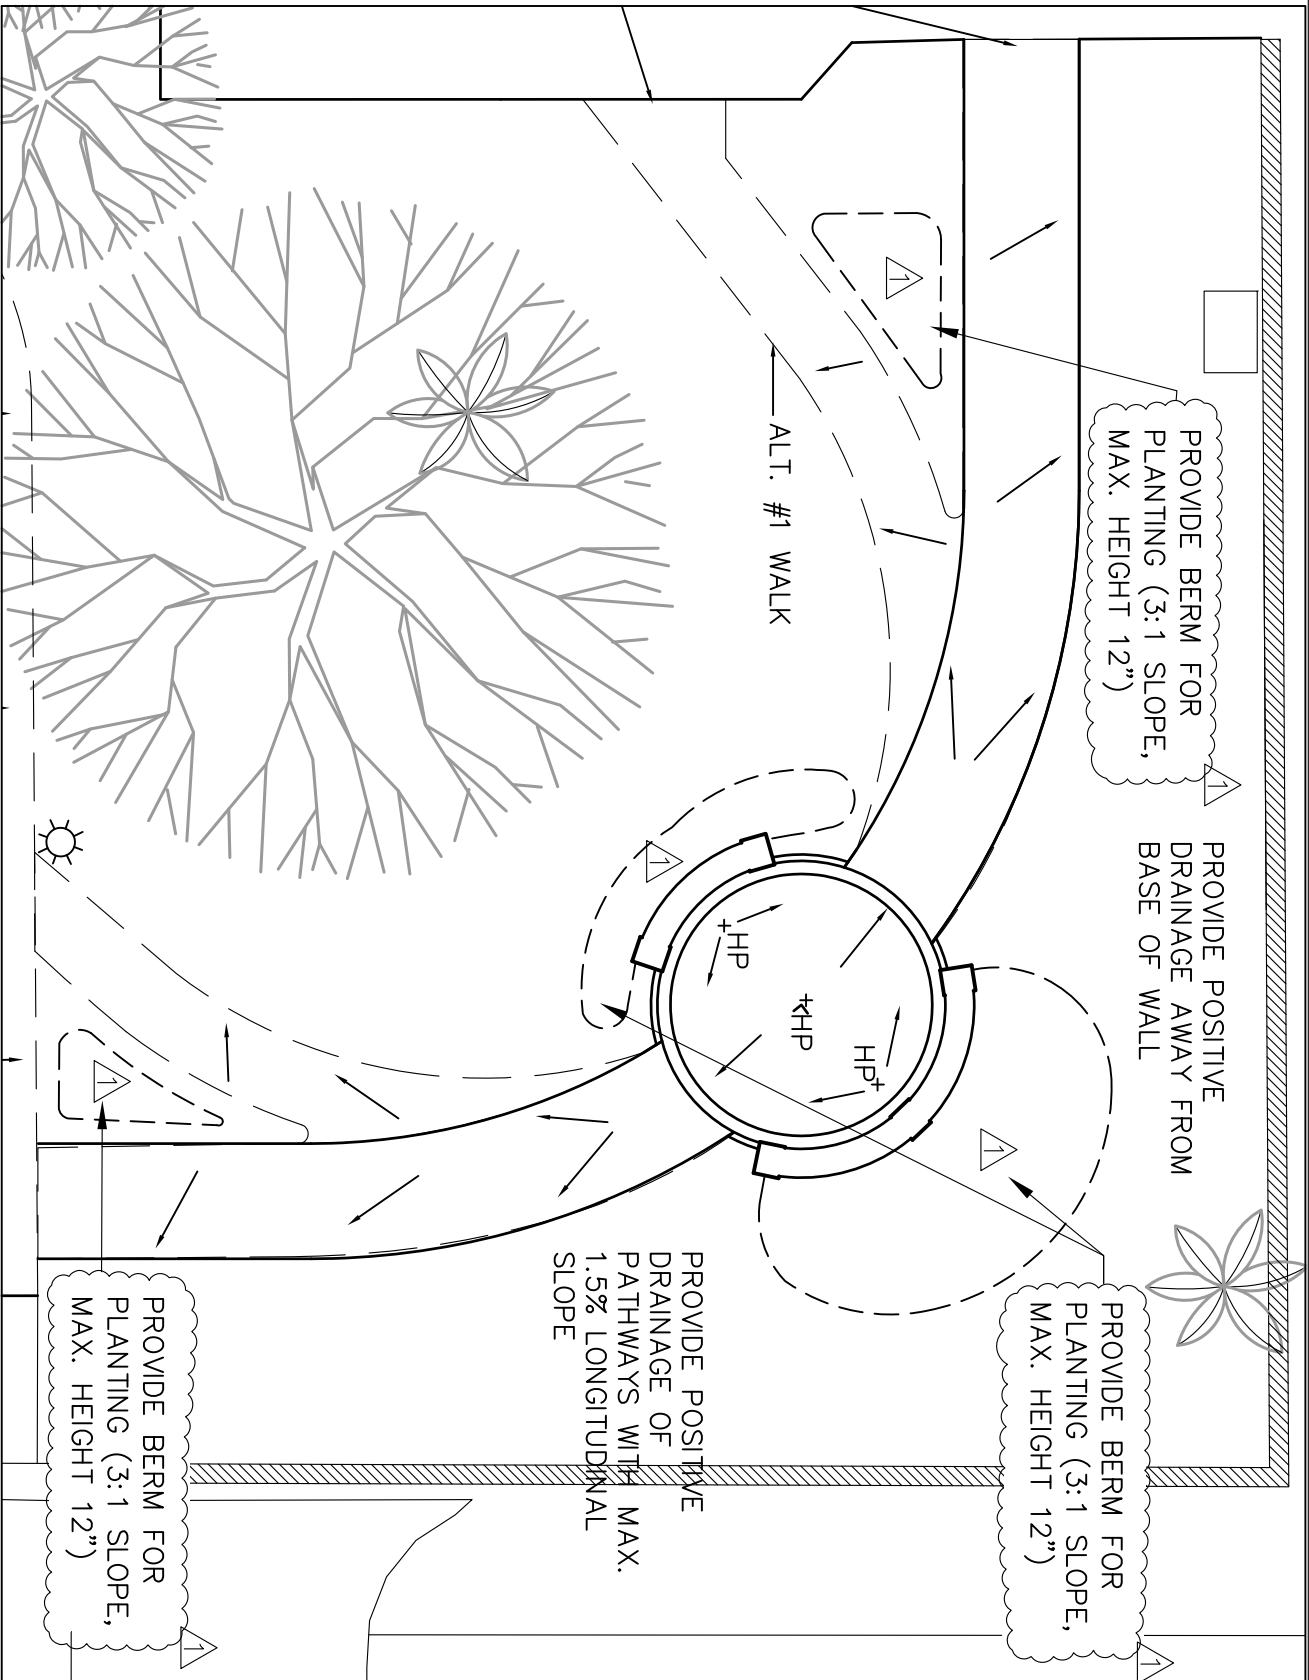 PROVIDE BERM FOR
PLANTING (3:1 SLOPE,
MAX. HEIGHT 12")
1
PROVIDE POSITIVE
DRAINAGE AWAY FROM
BASE OF WALL
PROVIDE BERM FOR
PLANTING (3:1 SLOPE,
MAX. HEIGHT 12")
1
1
1
ALT. #1 WALK
1
HP
HP
HP
PROVIDE POSITIVE
DRAINAGE OF
PATHWAYS WITH MAX.
1.5% LONGITUDINAL
SLOPE
1
PROVIDE BERM FOR
PLANTING (3:1 SLOPE,
MAX. HEIGHT 12")
1